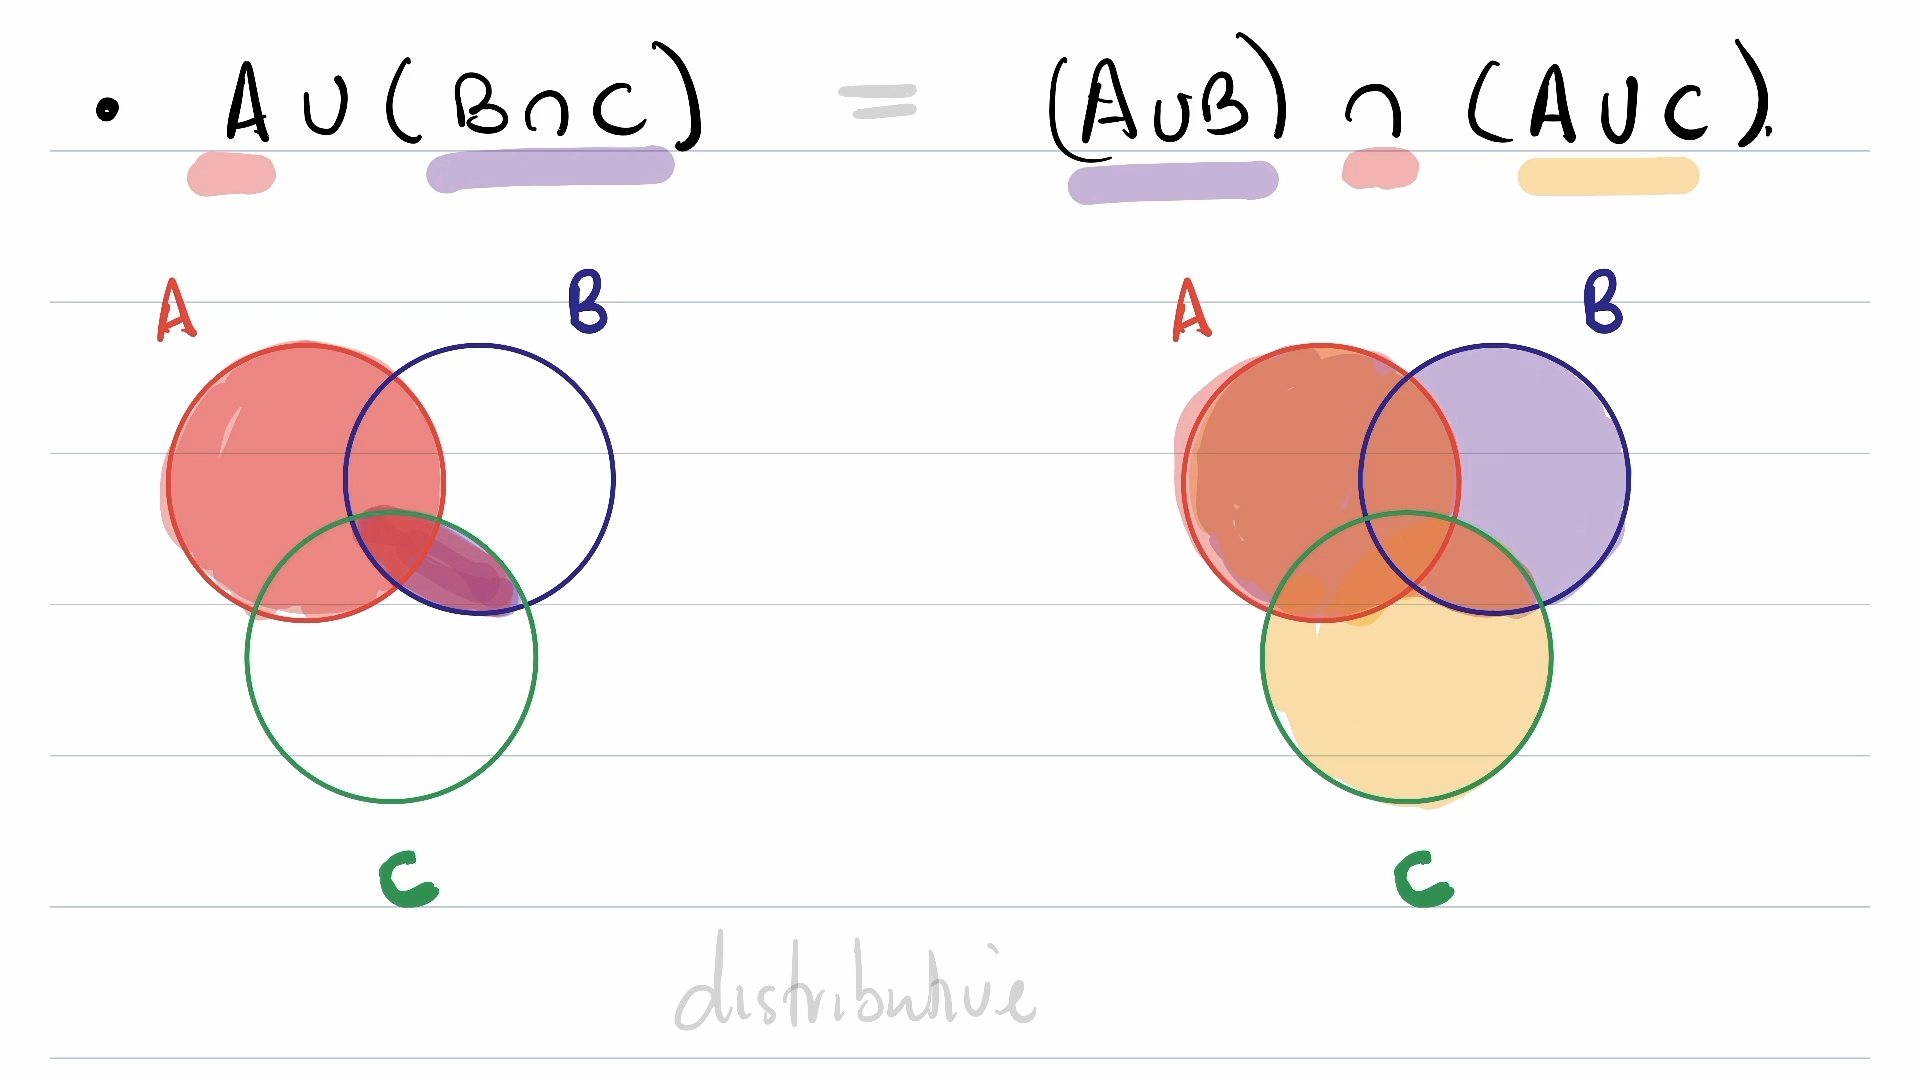 • A ∪ (B ∩ C) = (A ∪ B) ∩ (A ∪ C).
A B A B
C C
distributive